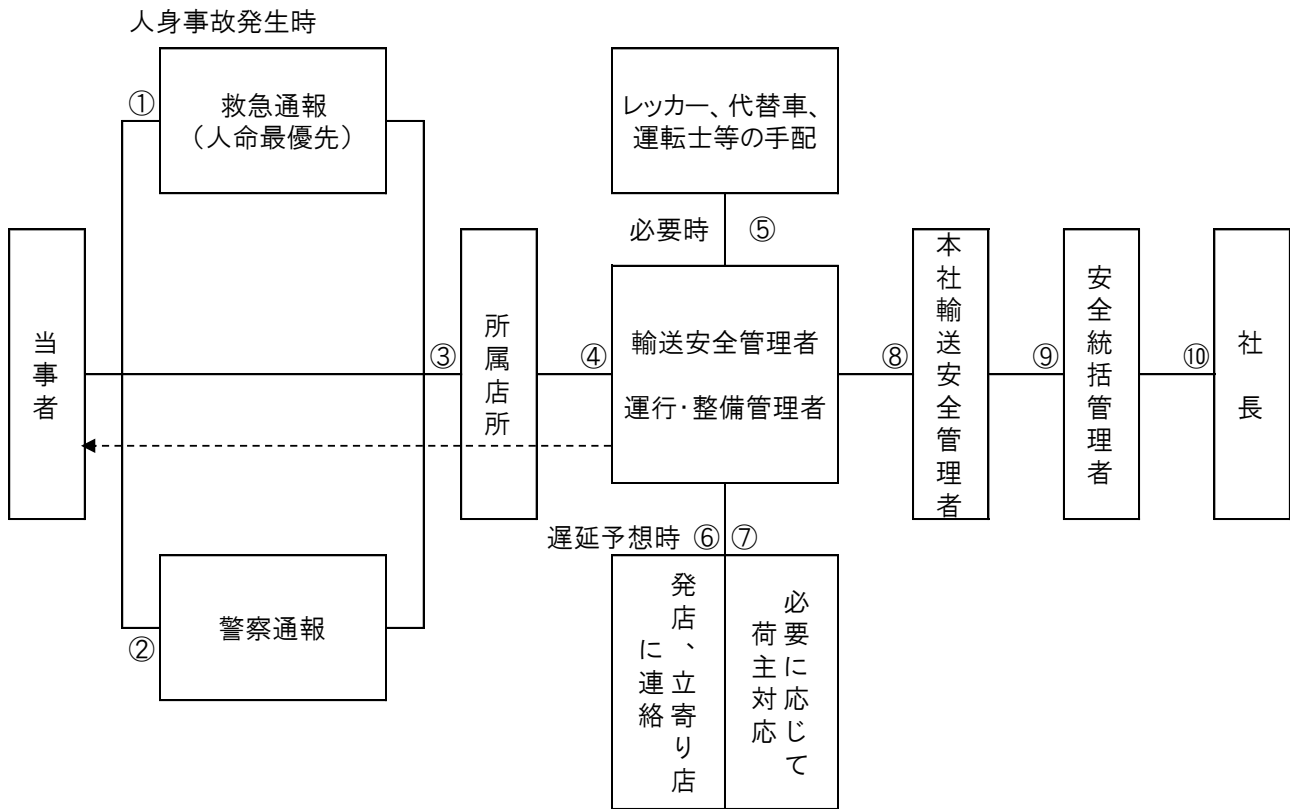 人身事故発生時
①
救急通報
（人命最優先）
レッカー、代替車、
運転士等の手配
必要時
⑤
当事者
③
所属店所
④
輸送安全管理者
運行・整備管理者
⑧
本社輸送安全管理者
⑨
安全統括管理者
⑩
社長
②
警察通報
遅延予想時
⑥
⑦
発店、立寄り店
に連絡
必要に応じて
荷主対応